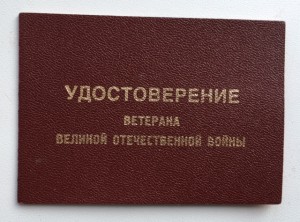 УДОСТОВЕРЕНИЕ
ВЕТЕРАНА
ВЕЛИКОЙ ОТЕЧЕСТВЕННОЙ ВОЙНЫ